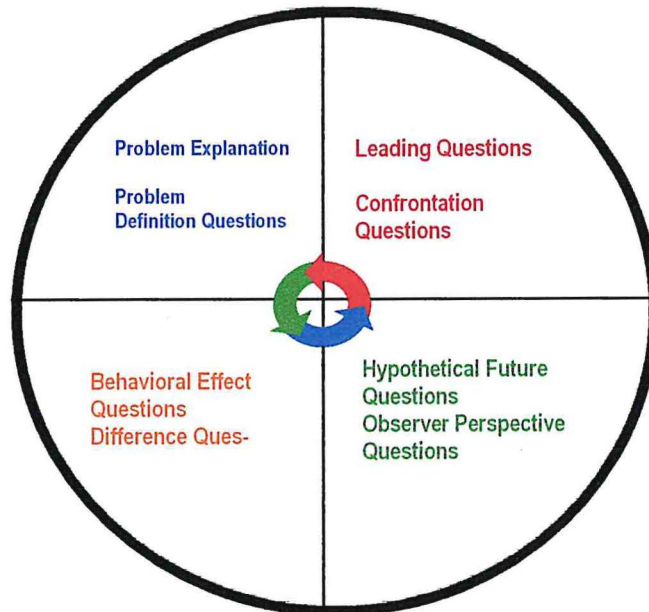 Problem Explanation
Problem
Definition Questions
Leading Questions
Confrontation
Questions
Behavioral Effect
Questions
Difference Ques-
Hypothetical Future
Questions
Observer Perspective
Questions